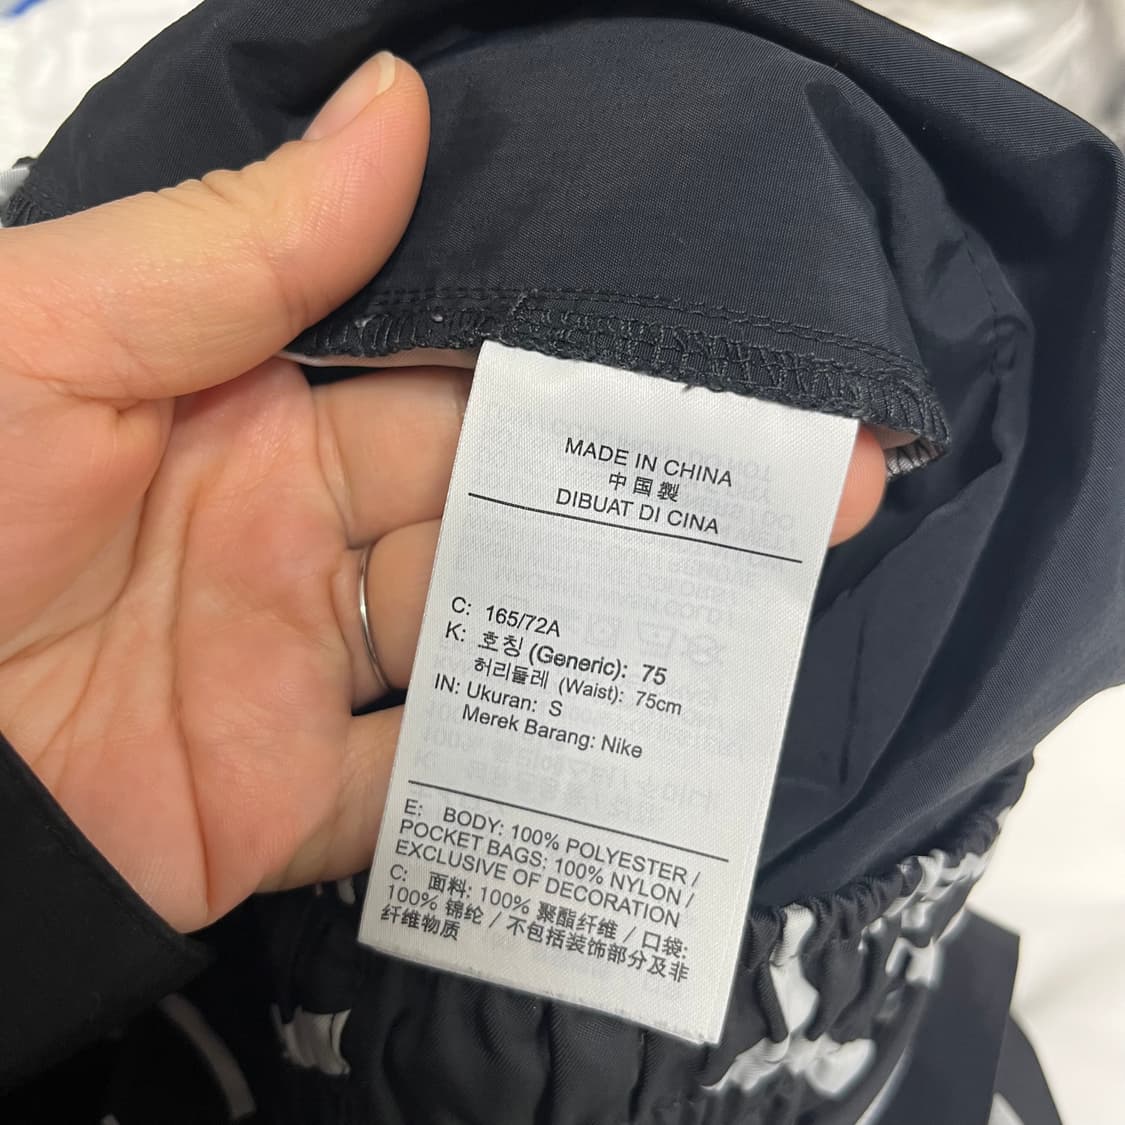 MADE IN CHINA
中国製
DIBUAT DI CINA
C: 165/72A
K: 호칭 (Generic): 75
허리둘레 (Waist): 75cm
IN: Ukuran: S
Merek Barang: Nike
E: BODY: 100% POLYESTER /
POCKET BAGS: 100% NYLON /
EXCLUSIVE OF DECORATION
C: 面料: 100% 聚酯纤维 / 口袋:
100% 锦纶 / 不包括装饰部分及非
纤维物质